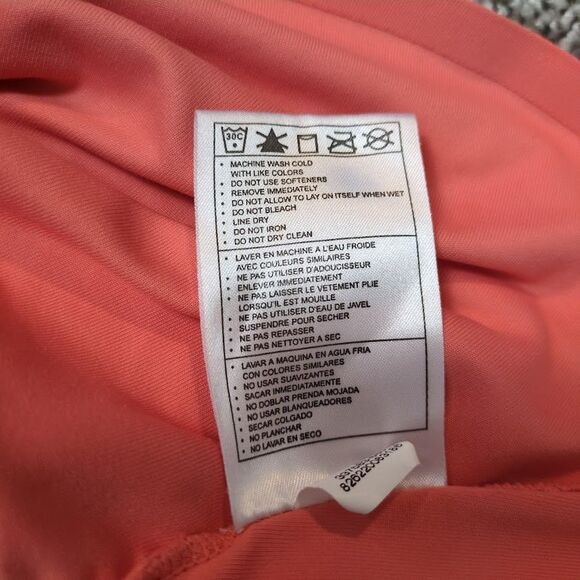 30C
• MACHINE WASH COLD
WITH LIKE COLORS
• DO NOT USE SOFTENERS
• REMOVE IMMEDIATELY
• DO NOT ALLOW TO LAY ON ITSELF WHEN WET
• DO NOT BLEACH
• LINE DRY
• DO NOT IRON
• DO NOT DRY CLEAN
• LAVER EN MACHINE A L'EAU FROIDE
AVEC COULEURS SIMILAIRES
• NE PAS UTILISER D'ADOUCISSEUR
• ENLEVER IMMEDIATEMENT
• NE PAS LAISSER LE VETEMENT PLIE
LORSQU'IL EST MOUILLE
• NE PAS UTILISER D'EAU DE JAVEL
• SUSPENDRE POUR SECHER
• NE PAS REPASSER
• NE PAS NETTOYER A SEC
• LAVAR A MAQUINA EN AGUA FRIA
CON COLORES SIMILARES
• NO USAR SUAVIZANTES
• SACAR INMEDIATAMENTE
• NO DOBLAR PRENDA MOJADA
• NO USAR BLANQUEADORES
• SECAR COLGADO
• NO PLANCHAR
• NO LAVAR EN SECO